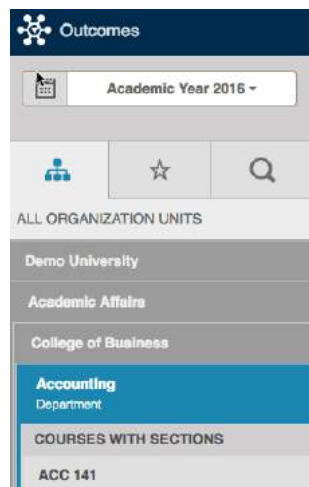 Outcomes
Academic Year 2016
ALL ORGANIZATION UNITS
Demo University
Academic Affairs
College of Business
Accounting
Department
COURSES WITH SECTIONS
ACC 141